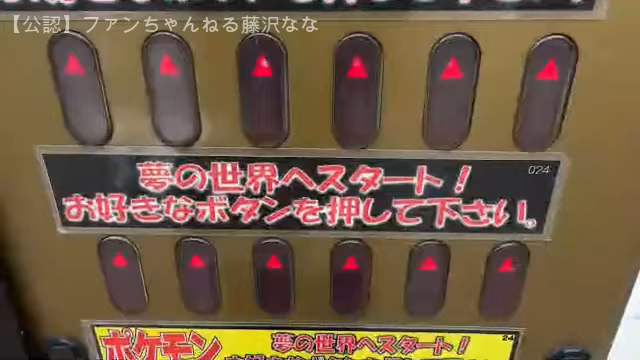 【公認】ファンちゃんねる藤沢なな
夢の世界へスタート！
024
お好きなボタンを押して下さい。
ポケモン
夢の世界へスタート！
24